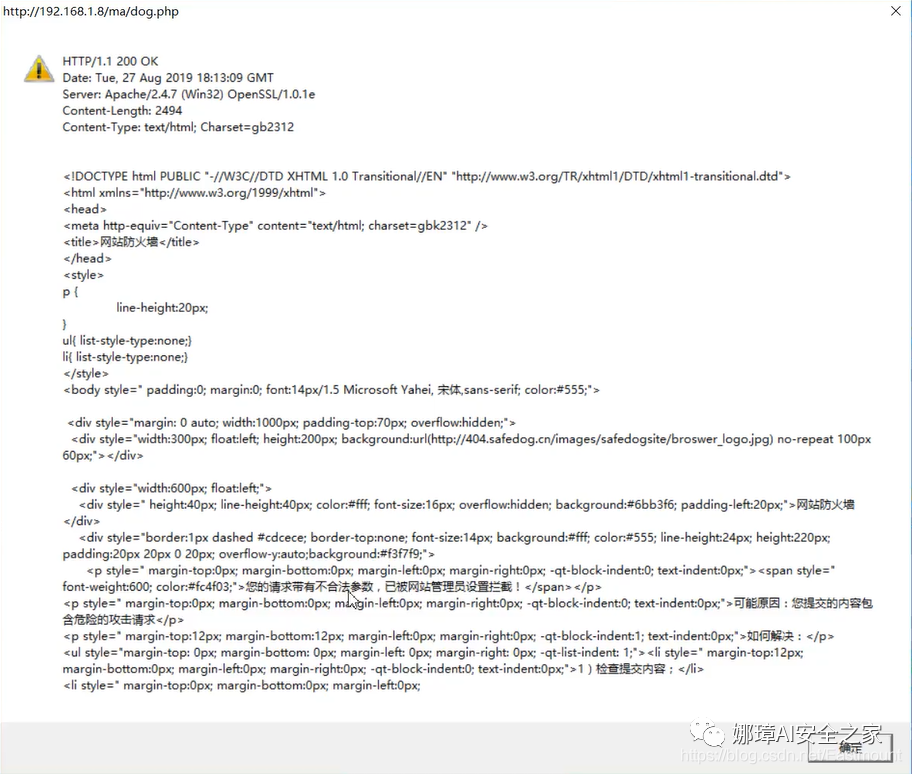 http://192.168.1.8/ma/dog.php
HTTP/1.1 200 OK
Date: Tue, 27 Aug 2019 18:13:09 GMT
Server: Apache/2.4.7 (Win32) OpenSSL/1.0.1e
Content-Length: 2494
Content-Type: text/html; Charset=gb2312
<!DOCTYPE html PUBLIC "-//W3C//DTD XHTML 1.0 Transitional//EN" "http://www.w3.org/TR/xhtml1/DTD/xhtml1-transitional.dtd">
<html xmlns="http://www.w3.org/1999/xhtml">
<head>
<meta http-equiv="Content-Type" content="text/html; charset=gbk2312" />
<title>网站防火墙</title>
</head>
<style>
p {
line-height:20px;
}
ul{ list-style-type:none;}
li{ list-style-type:none;}
</style>
<body style=" padding:0; margin:0; font:14px/1.5 Microsoft Yahei, 宋体,sans-serif; color:#555;">
<div style="margin: 0 auto; width:1000px; padding-top:70px; overflow:hidden;">
<div style="width:300px; float:left; height:200px; background:url(http://404.safedog.cn/images/safedogsite/broswer_logo.jpg) no-repeat 100px
60px;"></div>
<div style="width:600px; float:left;">
<div style=" height:40px; line-height:40px; color:#fff; font-size:16px; overflow:hidden; background:#6bb3f6; padding-left:20px;">网站防火墙
</div>
<div style="border:1px dashed #cdcece; border-top:none; font-size:14px; background:#fff; color:#555; line-height:24px; height:220px;
padding:20px 20px 0 20px; overflow-y:auto;background:#f3f7f9;">
<p style=" margin-top:0px; margin-bottom:0px; margin-left:0px; margin-right:0px; -qt-block-indent:0; text-indent:0px;"><span style="
font-weight:600; color:#fc4f03;">您的请求带有不合法参数，已被网站管理员设置拦截！</span></p>
<p style=" margin-top:0px; margin-bottom:0px; margin-left:0px; margin-right:0px; -qt-block-indent:0; text-indent:0px;">可能原因：您提交的内容包
含危险的攻击请求</p>
<p style=" margin-top:12px; margin-bottom:12px; margin-left:0px; margin-right:0px; -qt-block-indent:1; text-indent:0px;">如何解决：</p>
<ul style="margin-top: 0px; margin-bottom: 0px; margin-left: 0px; margin-right: 0px; -qt-list-indent: 1;"><li style=" margin-top:12px;
margin-bottom:0px; margin-left:0px; margin-right:0px; -qt-block-indent:0; text-indent:0px;">1）检查提交内容；</li>
<li style=" margin-top:0px; margin-bottom:0px; margin-left:0px;
娜璋AI安全之家
确定
https://blog.csdn.net/Eastmount